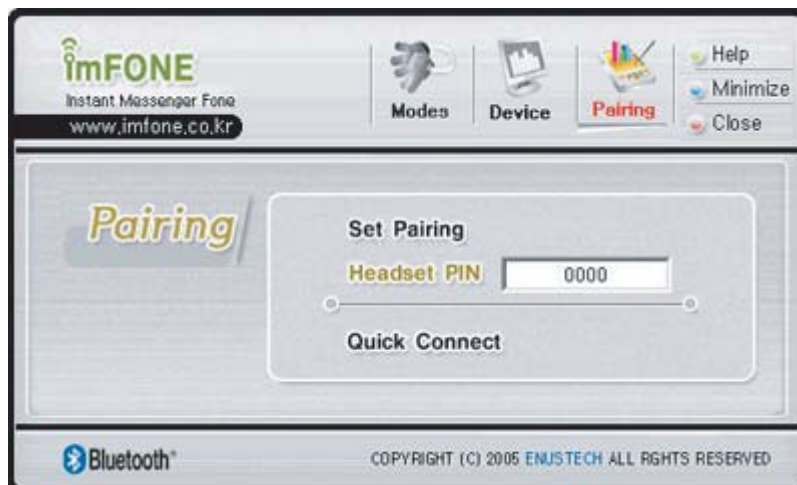 imFONE
Instant Messenger Fone
www.imfone.co.kr
Modes
Device
Pairing
Help
Minimize
Close
Pairing
Set Pairing
Headset PIN 0000
Quick Connect
Bluetooth®
COPYRIGHT (C) 2005 ENUSTECH ALL RGHTS RESERVED